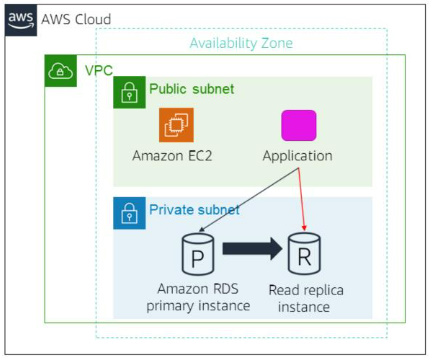 aws
AWS Cloud
Availability Zone
VPC
Public subnet
Amazon EC2
Application
Private subnet
P
R
Amazon RDS
primary instance
Read replica
instance